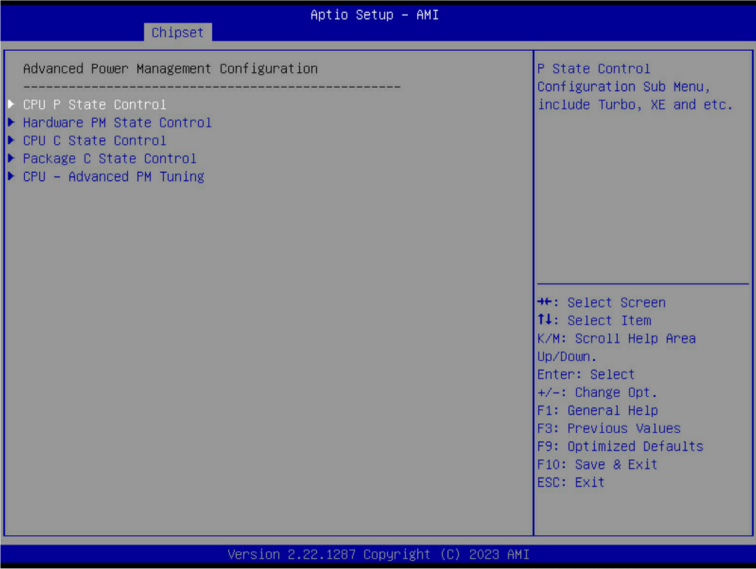 Aptio Setup – AMI
Chipset
Advanced Power Management Configuration
--------------------------------------------------
CPU P State Control
Hardware PM State Control
CPU C State Control
Package C State Control
CPU – Advanced PM Tuning
P State Control
Configuration Sub Menu,
include Turbo, XE and etc.
→←: Select Screen
↑↓: Select Item
K/M: Scroll Help Area
Up/Down.
Enter: Select
+/-: Change Opt.
F1: General Help
F3: Previous Values
F9: Optimized Defaults
F10: Save & Exit
ESC: Exit
Version 2.22.1287 Copyright (C) 2023 AMI